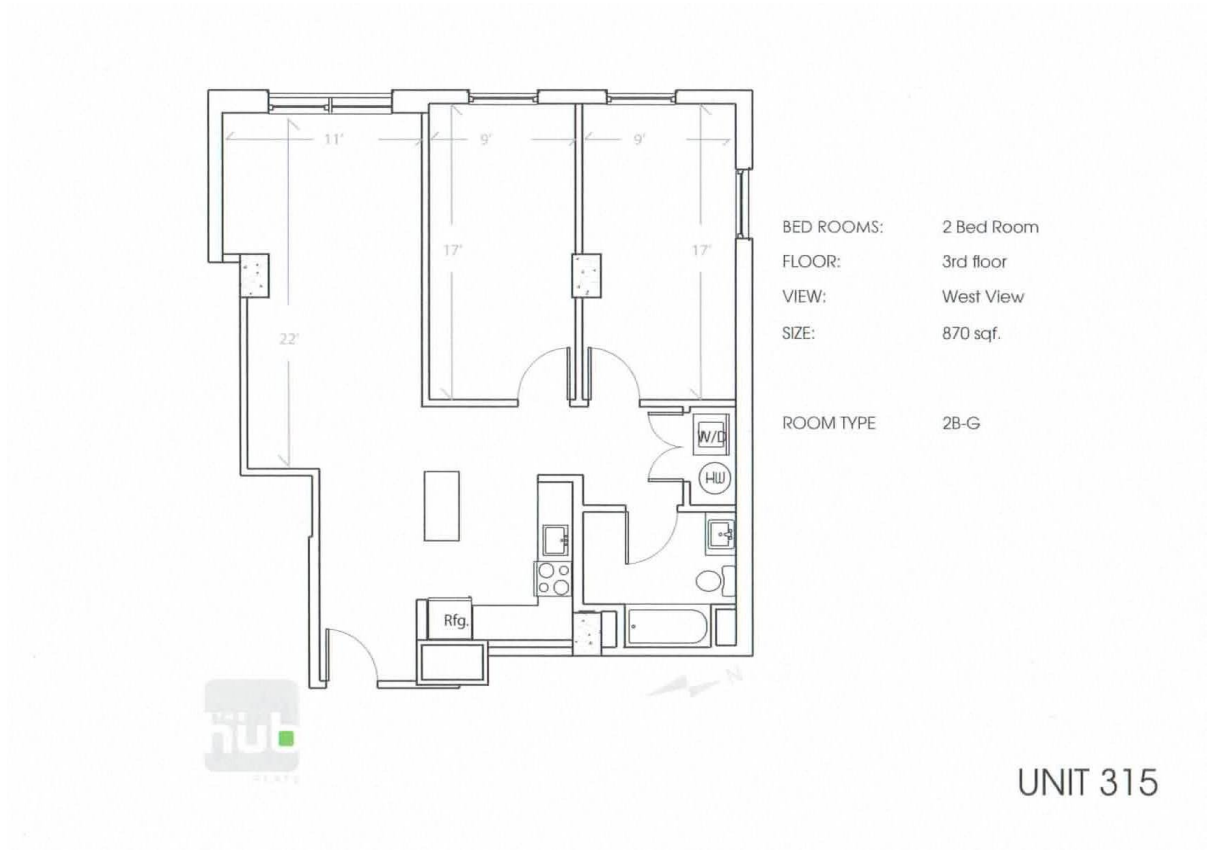 11'
9'
9'
17'
17'
22'
BED ROOMS: 2 Bed Room
FLOOR: 3rd floor
VIEW: West View
SIZE: 870 sqf.
ROOM TYPE 2B-G
W/D
HW
Rfg.
N
hub
UNIT 315